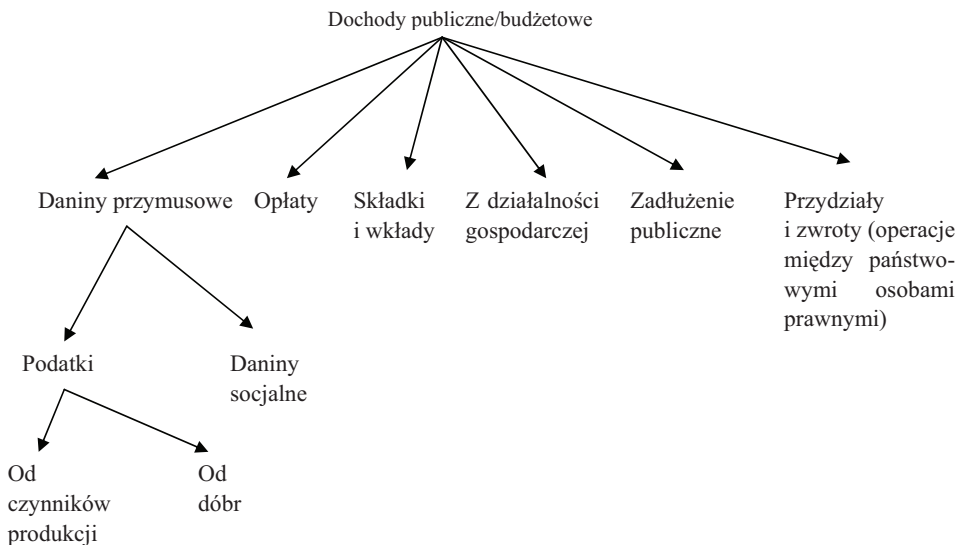 Dochody publiczne/budżetowe
Daniny przymusowe
Opłaty
Składki
i wkłady
Z działalności
gospodarczej
Zadłużenie
publiczne
Przydziały
i zwroty (operacje
między państwo-
wymi osobami
prawnymi)
Podatki
Daniny
socjalne
Od
czynników
produkcji
Od
dóbr